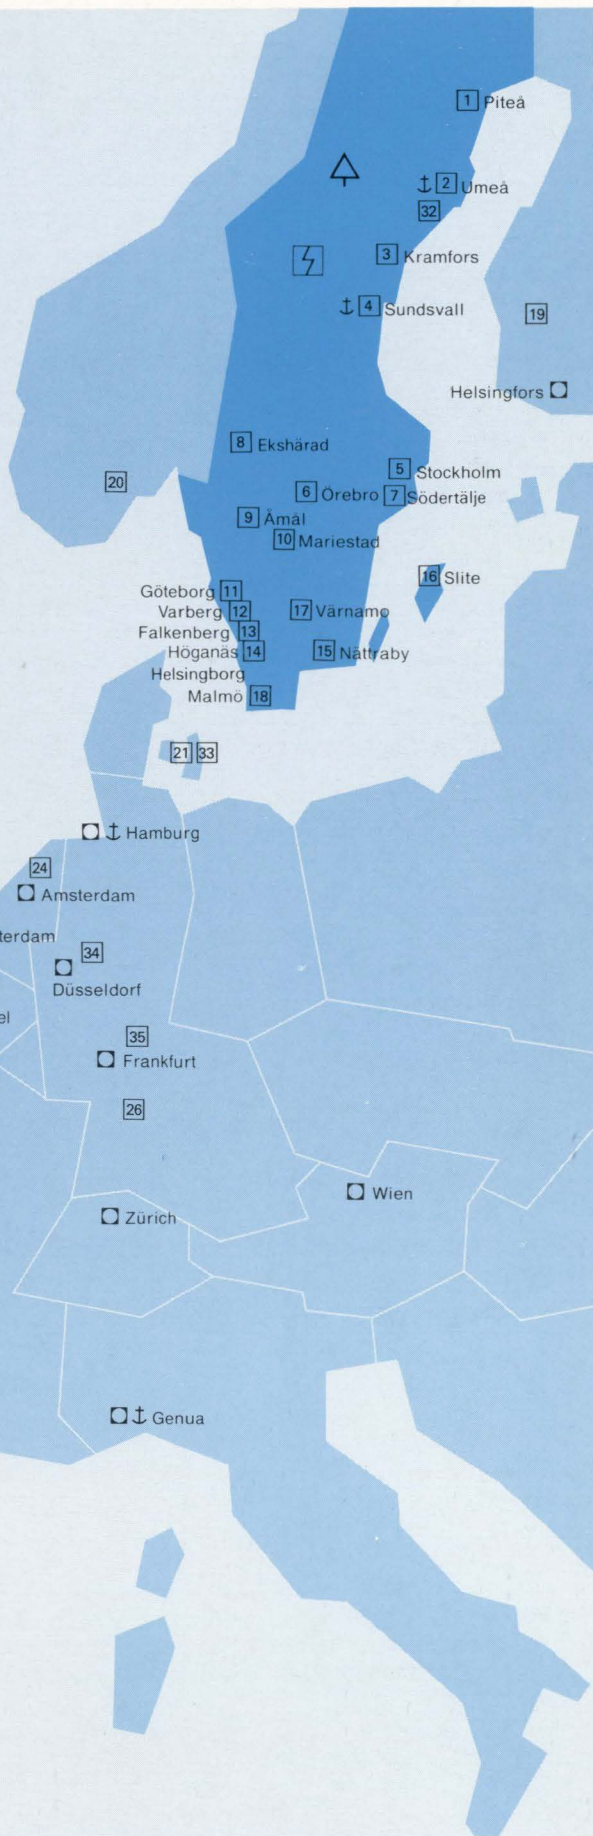 1 Piteå
2 Umeå
32
3 Kramfors
4 Sundsvall
19
Helsingfors
8 Ekshärad
5 Stockholm
20
6 Örebro
7 Södertälje
9 Åmål
10 Mariestad
16 Slite
Göteborg 11
Varberg 12
17 Värnamo
Falkenberg 13
Höganäs 14
15 Nättraby
Helsingborg
Malmö 18
21 33
Hamburg
24
Amsterdam
terdam
34
Düsseldorf
el
35
Frankfurt
26
Wien
Zürich
Genua